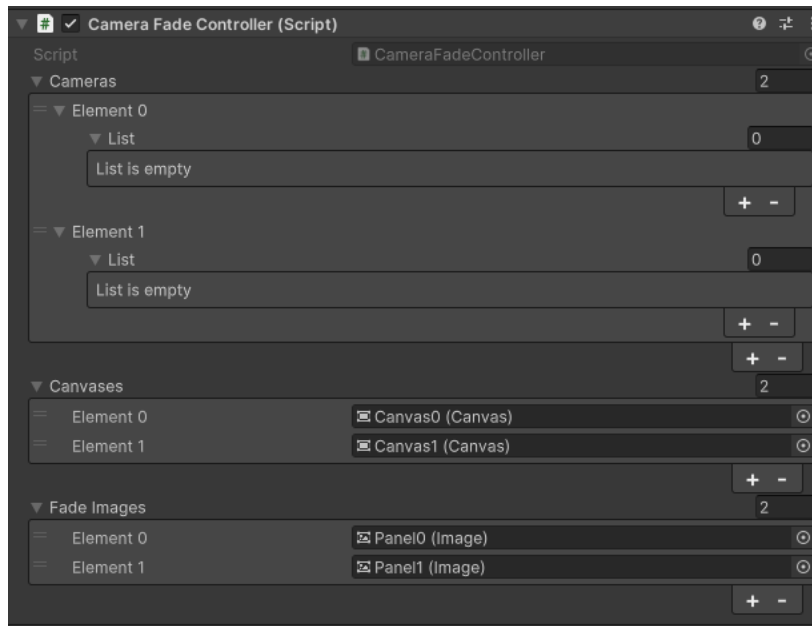 # Camera Fade Controller (Script)
Script # CameraFadeController
Cameras 2
Element 0
List 0
List is empty
+ -
Element 1
List 0
List is empty
+ -
+ -
Canvases 2
Element 0 Canvas0 (Canvas)
Element 1 Canvas1 (Canvas)
+ -
Fade Images 2
Element 0 Panel0 (Image)
Element 1 Panel1 (Image)
+ -